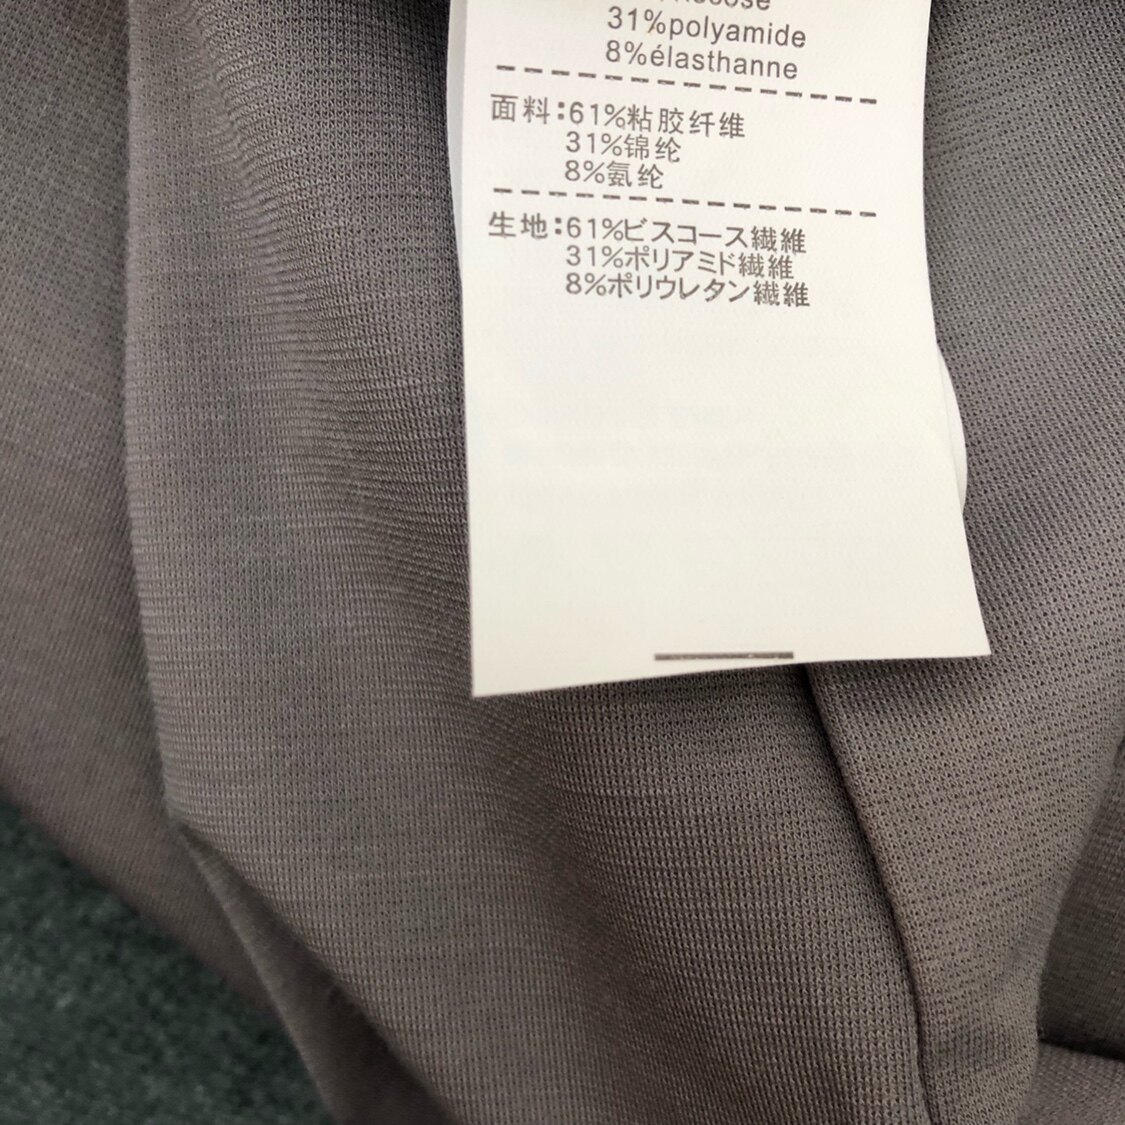 31%polyamide
8%élasthanne
面料:61%粘胶纤维
31%锦纶
8%氨纶
生地:61%ビスコース繊維
31%ポリアミド繊維
8%ポリウレタン繊維